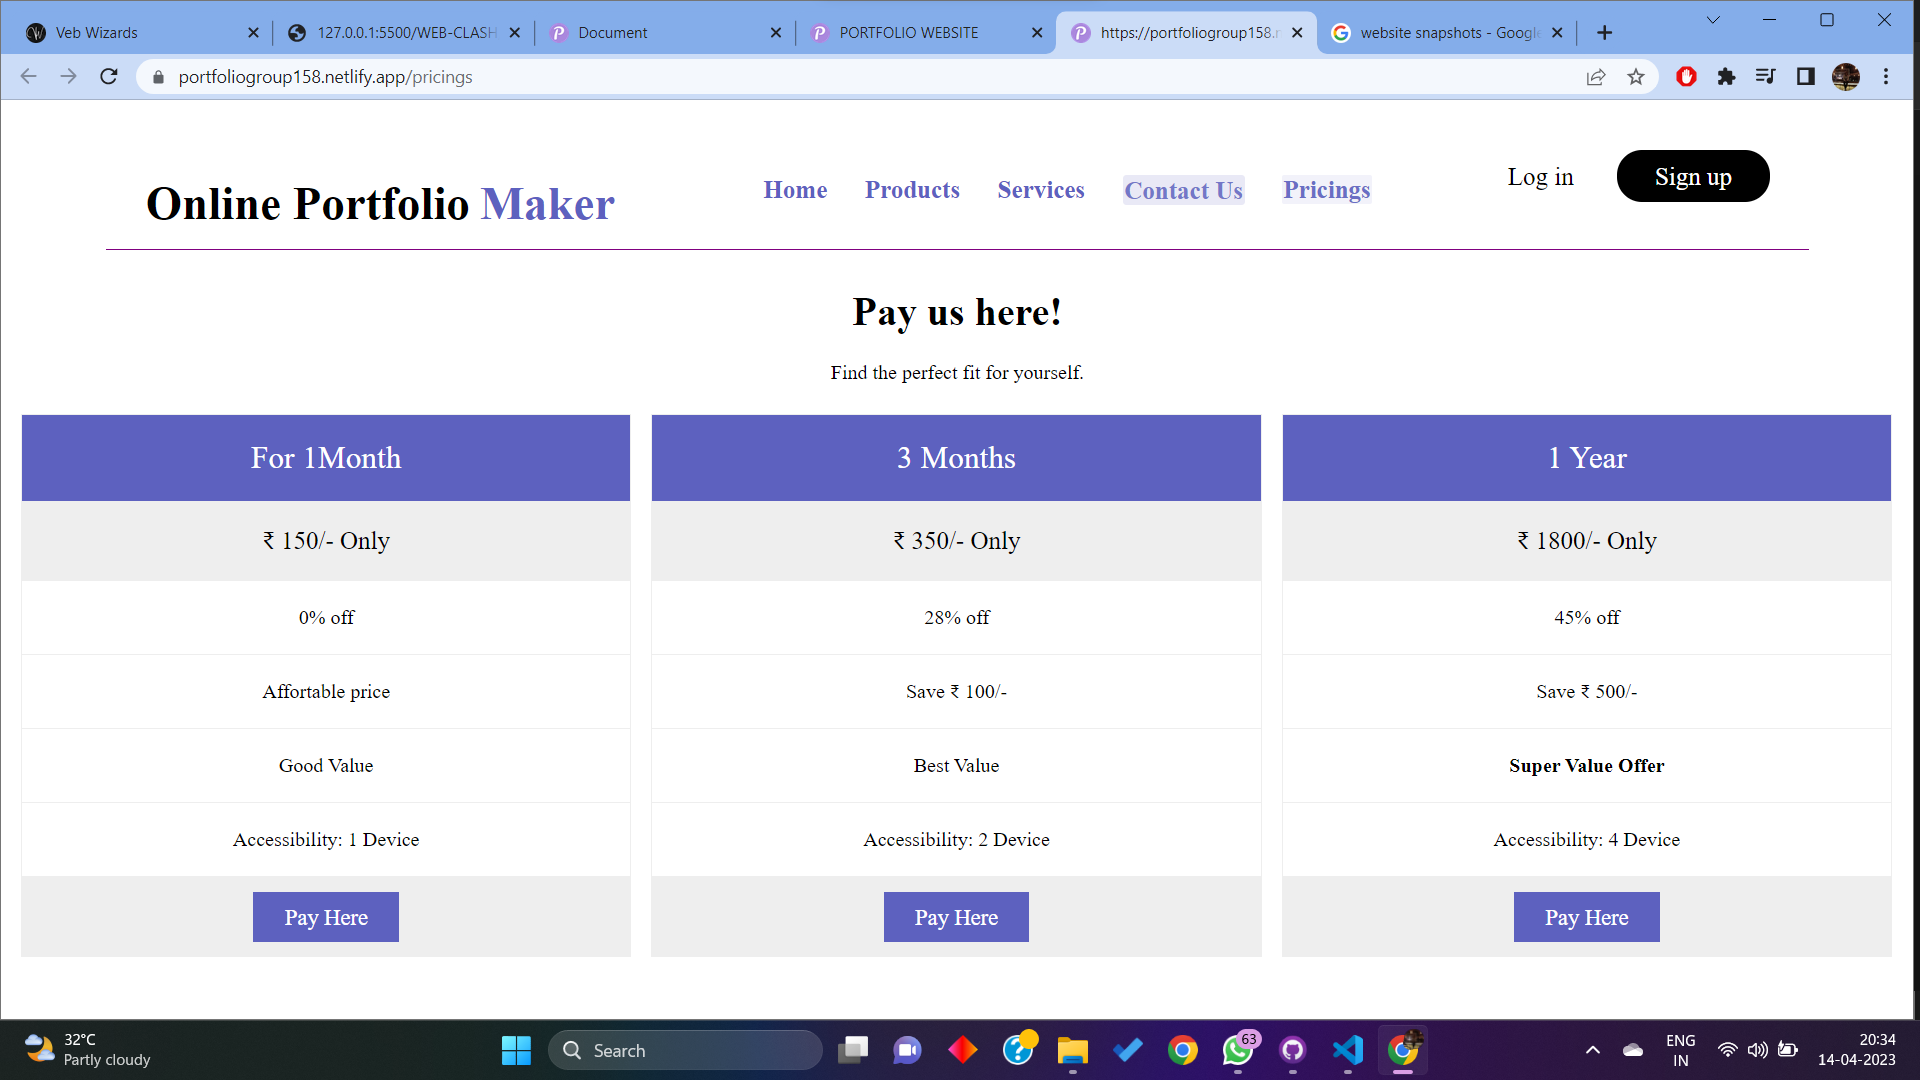 Veb Wizards
127.0.0.1:5500/WEB-CLASH
Document
PORTFOLIO WEBSITE
https://portfoliogroup158.n
website snapshots - Google
portfoliogroup158.netlify.app/pricings
Online Portfolio Maker
Home
Products
Services
Contact Us
Pricings
Log in
Sign up
Pay us here!
Find the perfect fit for yourself.
For 1Month
₹ 150/- Only
0% off
Affortable price
Good Value
Accessibility: 1 Device
Pay Here
3 Months
₹ 350/- Only
28% off
Save ₹ 100/-
Best Value
Accessibility: 2 Device
Pay Here
1 Year
₹ 1800/- Only
45% off
Save ₹ 500/-
Super Value Offer
Accessibility: 4 Device
Pay Here
32°C
Partly cloudy
Search
63
ENG
IN
20:34
14-04-2023